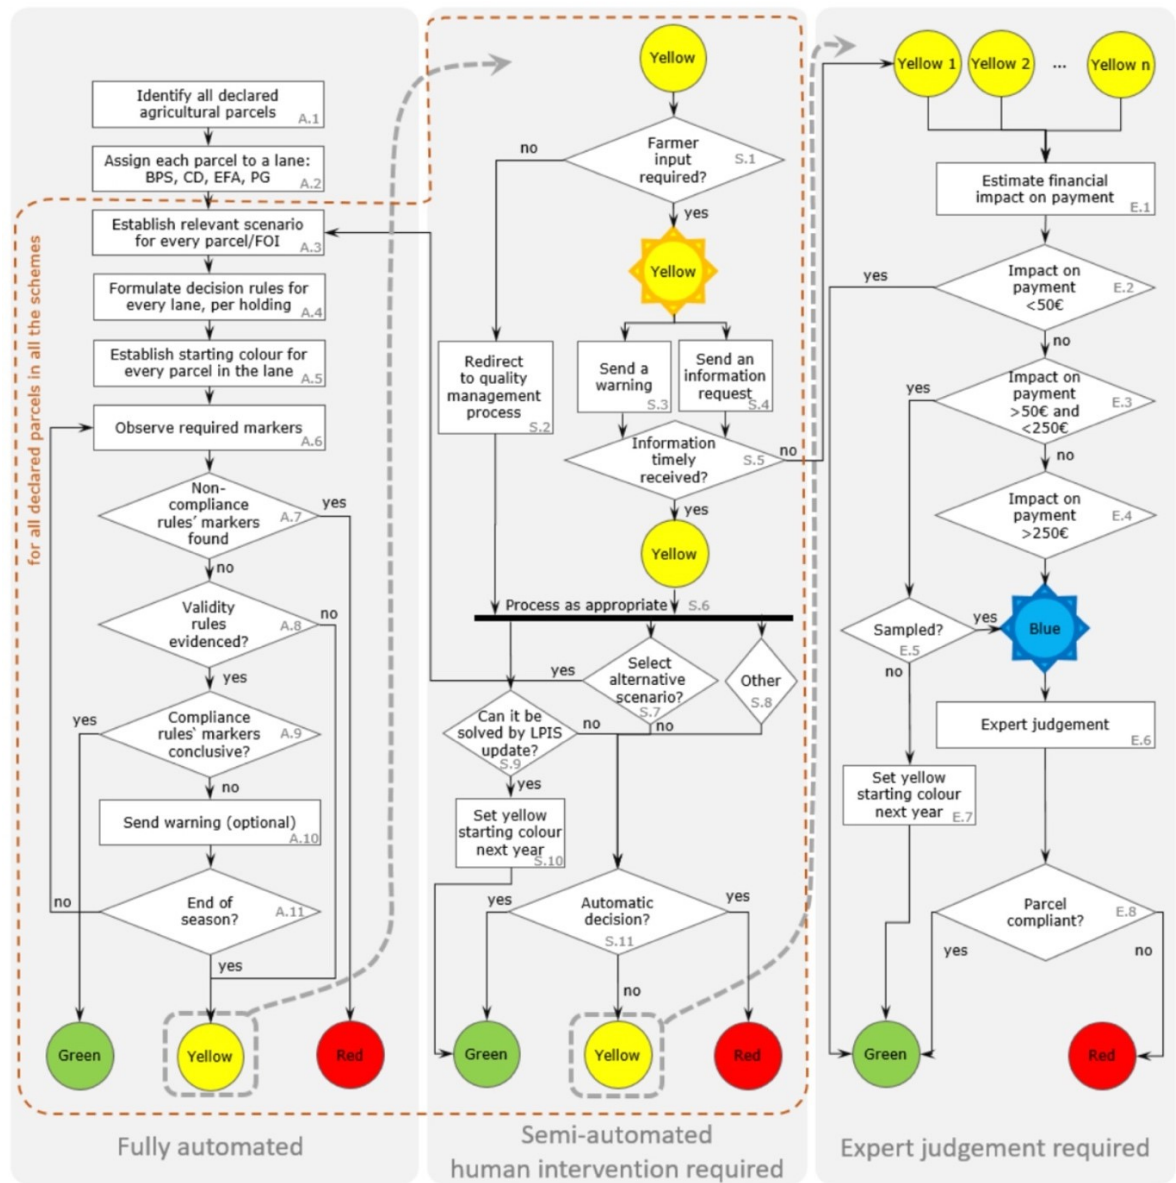 for all declared parcels in all the schemes
Identify all declared
agricultural parcels
A.1
Assign each parcel to a lane:
BPS, CD, EFA, PG
A.2
Establish relevant scenario
for every parcel/FOI
A.3
Formulate decision rules for
every lane, per holding
A.4
Establish starting colour for
every parcel in the lane
A.5
Observe required markers
A.6
Non-
compliance
rules´ markers
found
A.7
yes
no
Validity
rules
evidenced?
A.8
no
yes
Compliance
rules` markers
conclusive?
A.9
yes
no
Send warning (optional)
A.10
End of
season?
A.11
no
yes
Green
Yellow
Red
Fully automated
Yellow
Farmer
input
required?
S.1
no
yes
Yellow
Redirect
to quality
management
process
S.2
Send a
warning
S.3
Send an
information
request
S.4
Information
timely
received?
S.5
no
yes
Yellow
Process as appropriate
S.6
Select
alternative
scenario?
S.7
yes
no
Other
S.8
Can it be
solved by LPIS
update?
S.9
no
yes
Set yellow
starting colour
next year
S.10
Automatic
decision?
S.11
yes
yes
no
Green
Yellow
Red
Semi-automated
human intervention required
Yellow 1
Yellow 2
...
Yellow n
Estimate financial
impact on payment
E.1
Impact on
payment
<50€
E.2
yes
no
Impact on
payment
>50€ and
<250€
E.3
yes
no
Impact on
payment
>250€
E.4
Sampled?
E.5
yes
no
Blue
Expert judgement
E.6
Set yellow
starting colour
next year
E.7
Parcel
compliant?
E.8
yes
no
Green
Red
Expert judgement required